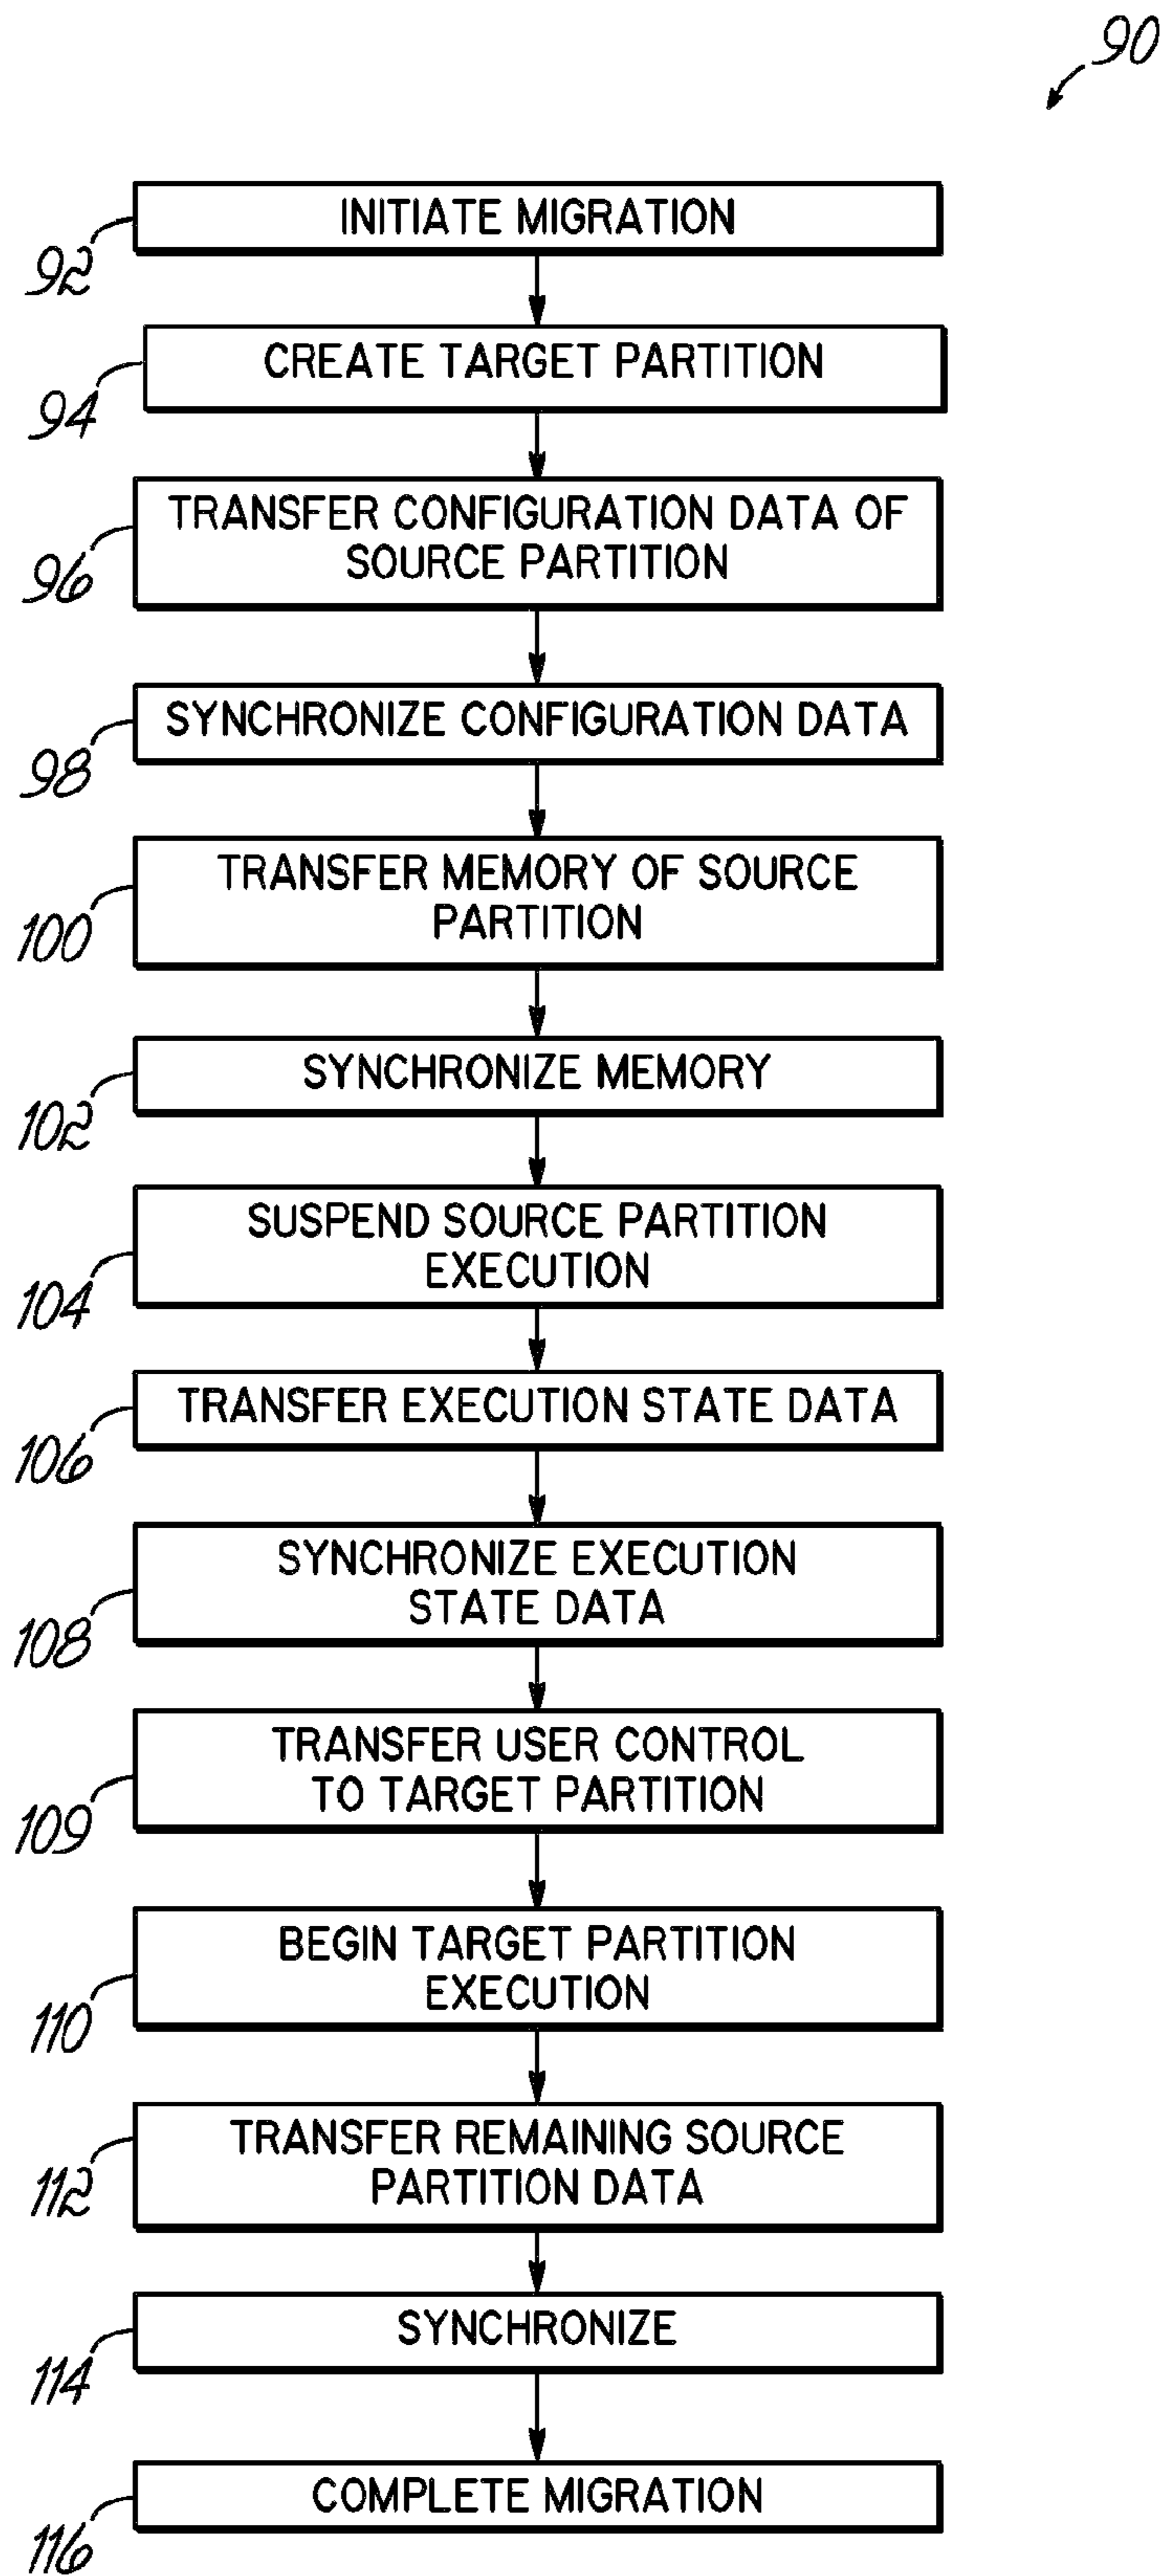 90
INITIATE MIGRATION
92
CREATE TARGET PARTITION
94
TRANSFER CONFIGURATION DATA OF
SOURCE PARTITION
96
SYNCHRONIZE CONFIGURATION DATA
98
TRANSFER MEMORY OF SOURCE
PARTITION
100
SYNCHRONIZE MEMORY
102
SUSPEND SOURCE PARTITION
EXECUTION
104
TRANSFER EXECUTION STATE DATA
106
SYNCHRONIZE EXECUTION
STATE DATA
108
TRANSFER USER CONTROL
TO TARGET PARTITION
109
BEGIN TARGET PARTITION
EXECUTION
110
TRANSFER REMAINING SOURCE
PARTITION DATA
112
SYNCHRONIZE
114
COMPLETE MIGRATION
116